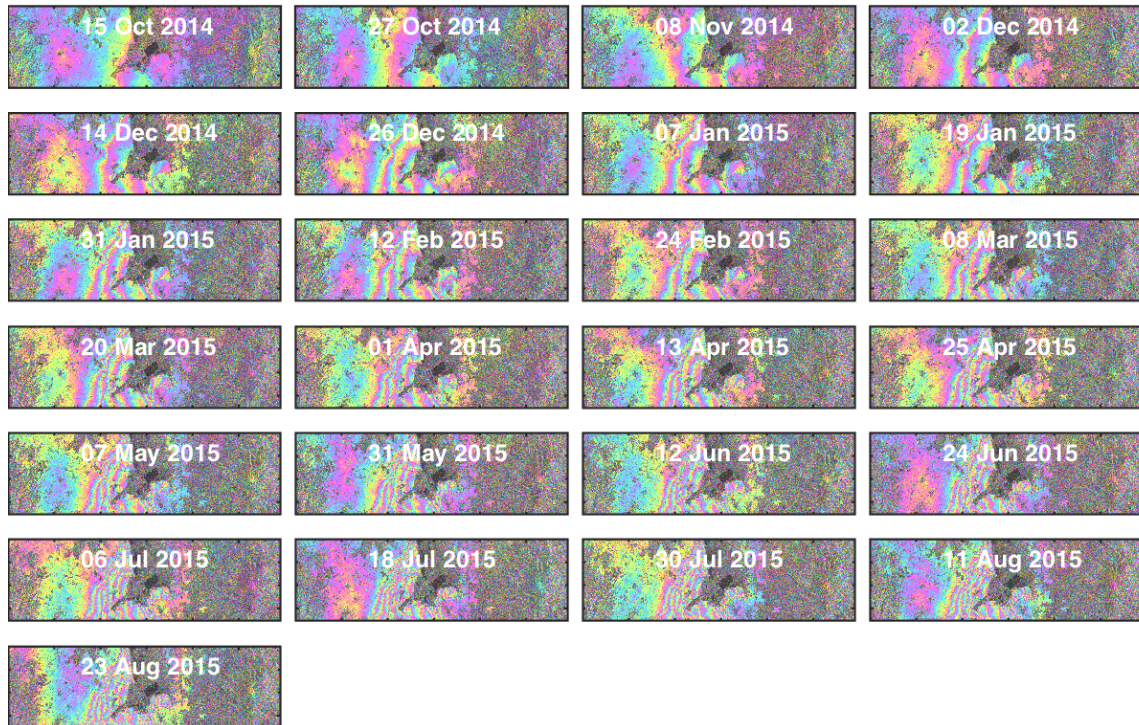 15 Oct 2014
27 Oct 2014
08 Nov 2014
02 Dec 2014
14 Dec 2014
26 Dec 2014
07 Jan 2015
19 Jan 2015
31 Jan 2015
12 Feb 2015
24 Feb 2015
08 Mar 2015
20 Mar 2015
01 Apr 2015
13 Apr 2015
25 Apr 2015
07 May 2015
31 May 2015
12 Jun 2015
24 Jun 2015
06 Jul 2015
18 Jul 2015
30 Jul 2015
11 Aug 2015
23 Aug 2015